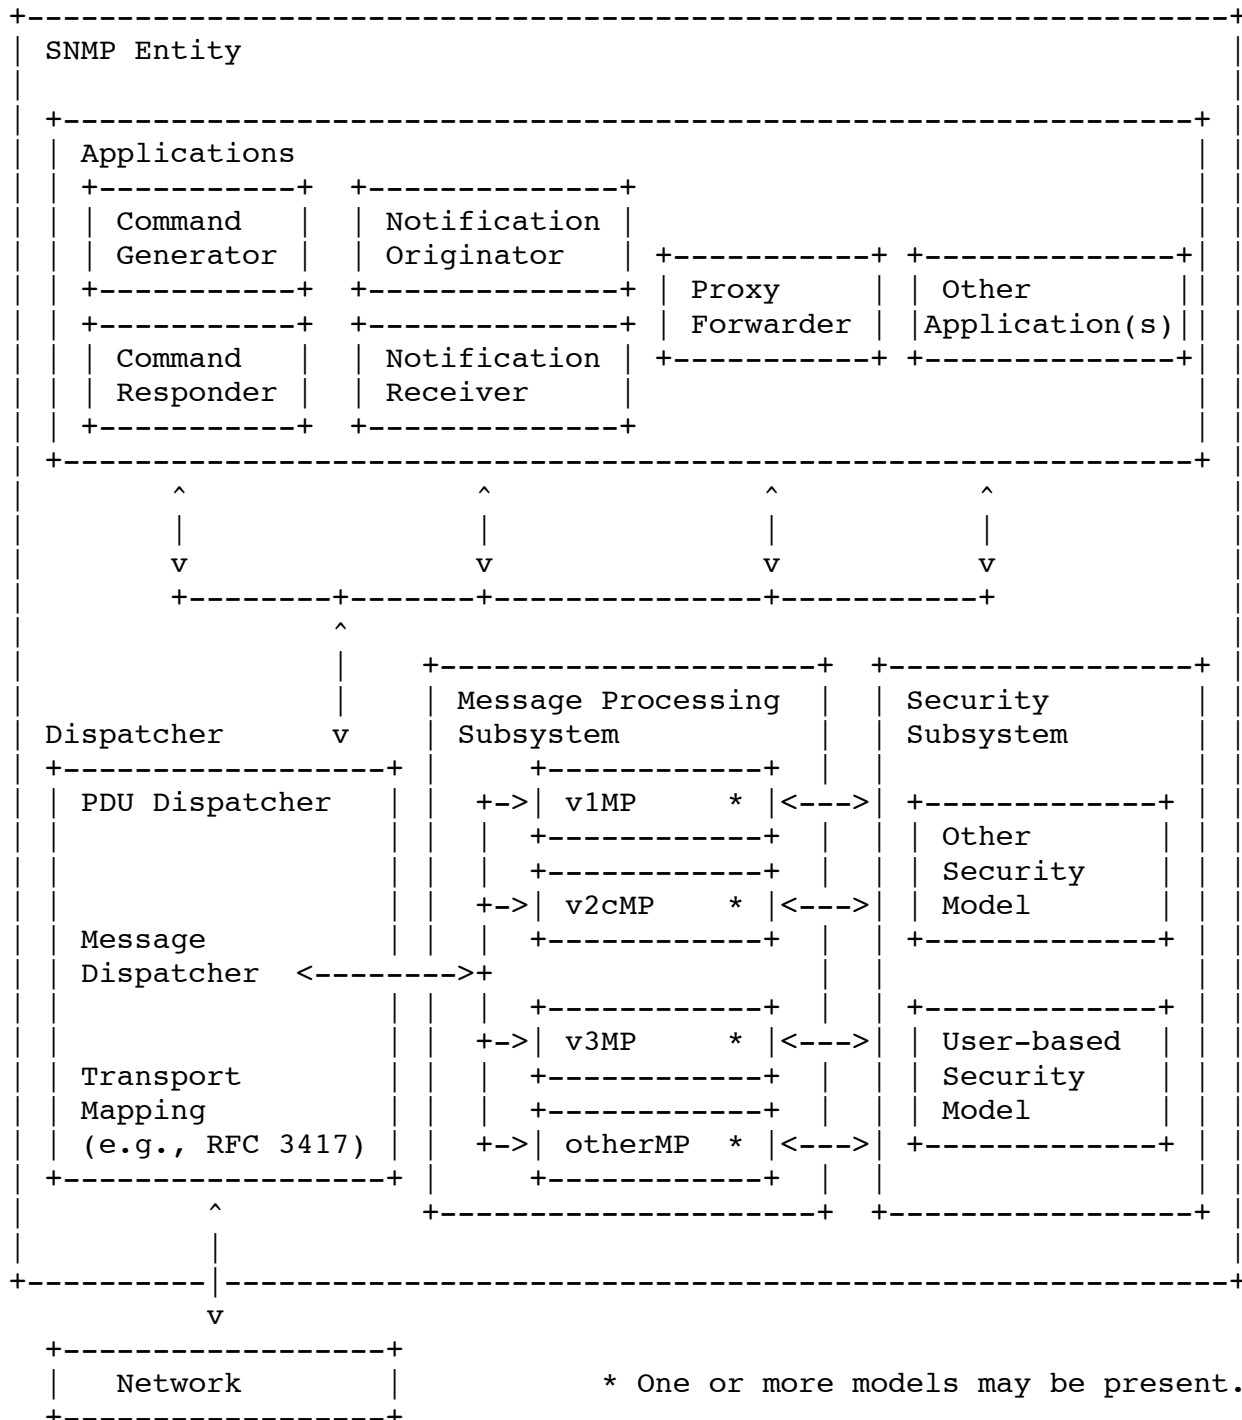 SNMP Entity
Applications
Command Generator
Notification Originator
Proxy Forwarder
Other Application(s)
Command Responder
Notification Receiver
Dispatcher
PDU Dispatcher
Message Dispatcher
Transport Mapping (e.g., RFC 3417)
Message Processing Subsystem
v1MP *
v2cMP *
v3MP *
otherMP *
Security Subsystem
Other Security Model
User-based Security Model
Network
* One or more models may be present.